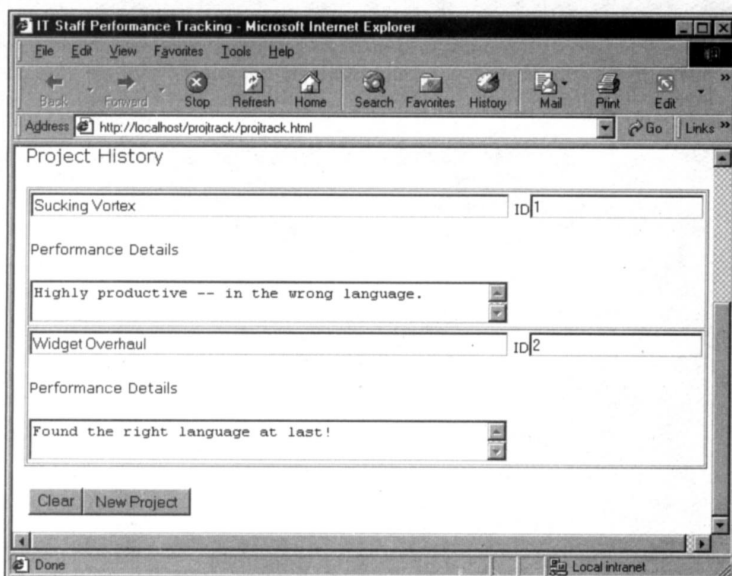 IT Staff Performance Tracking - Microsoft Internet Explorer
File Edit View Favorites Tools Help
Back Forward Stop Refresh Home Search Favorites History Mail Print Edit »
Address http://localhost/projtrack/projtrack.html Go Links »
Project History
Sucking Vortex ID 1
Performance Details
Highly productive -- in the wrong language.
Widget Overhaul ID 2
Performance Details
Found the right language at last!
Clear New Project
Done Local intranet